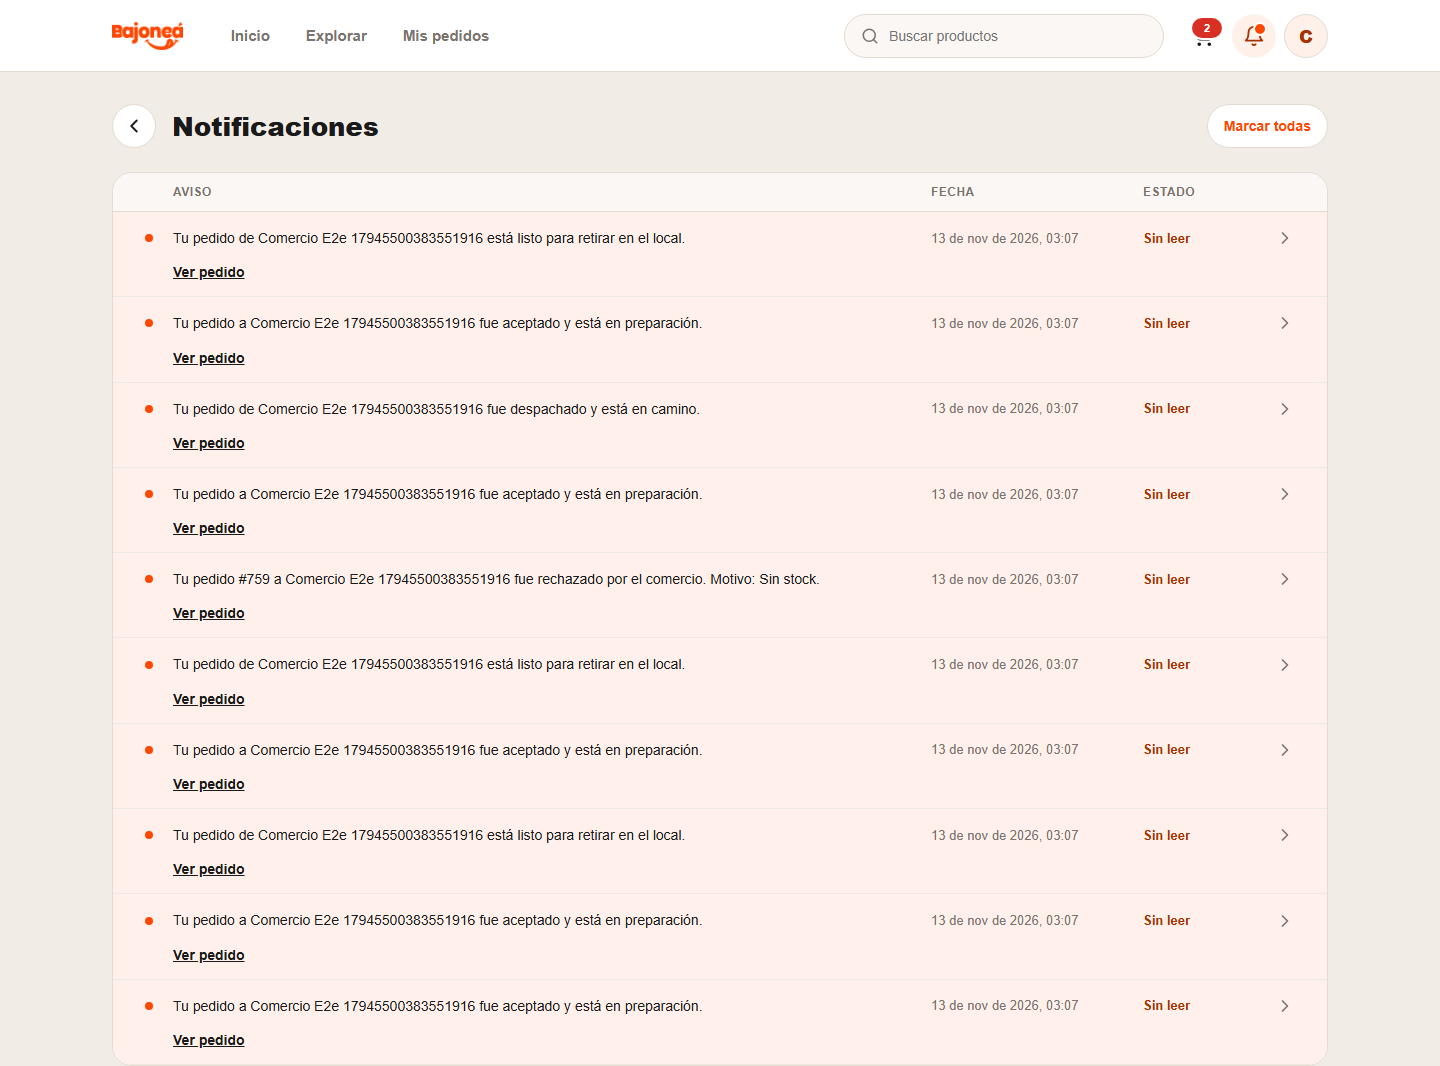 Bajoneá
Inicio
Explorar
Mis pedidos
Buscar productos
2
C
Notificaciones
Marcar todas
AVISO
FECHA
ESTADO
Tu pedido de Comercio E2e 17945500383551916 está listo para retirar en el local.
13 de nov de 2026, 03:07
Sin leer
Ver pedido
Tu pedido a Comercio E2e 17945500383551916 fue aceptado y está en preparación.
13 de nov de 2026, 03:07
Sin leer
Ver pedido
Tu pedido de Comercio E2e 17945500383551916 fue despachado y está en camino.
13 de nov de 2026, 03:07
Sin leer
Ver pedido
Tu pedido a Comercio E2e 17945500383551916 fue aceptado y está en preparación.
13 de nov de 2026, 03:07
Sin leer
Ver pedido
Tu pedido #759 a Comercio E2e 17945500383551916 fue rechazado por el comercio. Motivo: Sin stock.
13 de nov de 2026, 03:07
Sin leer
Ver pedido
Tu pedido de Comercio E2e 17945500383551916 está listo para retirar en el local.
13 de nov de 2026, 03:07
Sin leer
Ver pedido
Tu pedido a Comercio E2e 17945500383551916 fue aceptado y está en preparación.
13 de nov de 2026, 03:07
Sin leer
Ver pedido
Tu pedido de Comercio E2e 17945500383551916 está listo para retirar en el local.
13 de nov de 2026, 03:07
Sin leer
Ver pedido
Tu pedido a Comercio E2e 17945500383551916 fue aceptado y está en preparación.
13 de nov de 2026, 03:07
Sin leer
Ver pedido
Tu pedido a Comercio E2e 17945500383551916 fue aceptado y está en preparación.
13 de nov de 2026, 03:07
Sin leer
Ver pedido